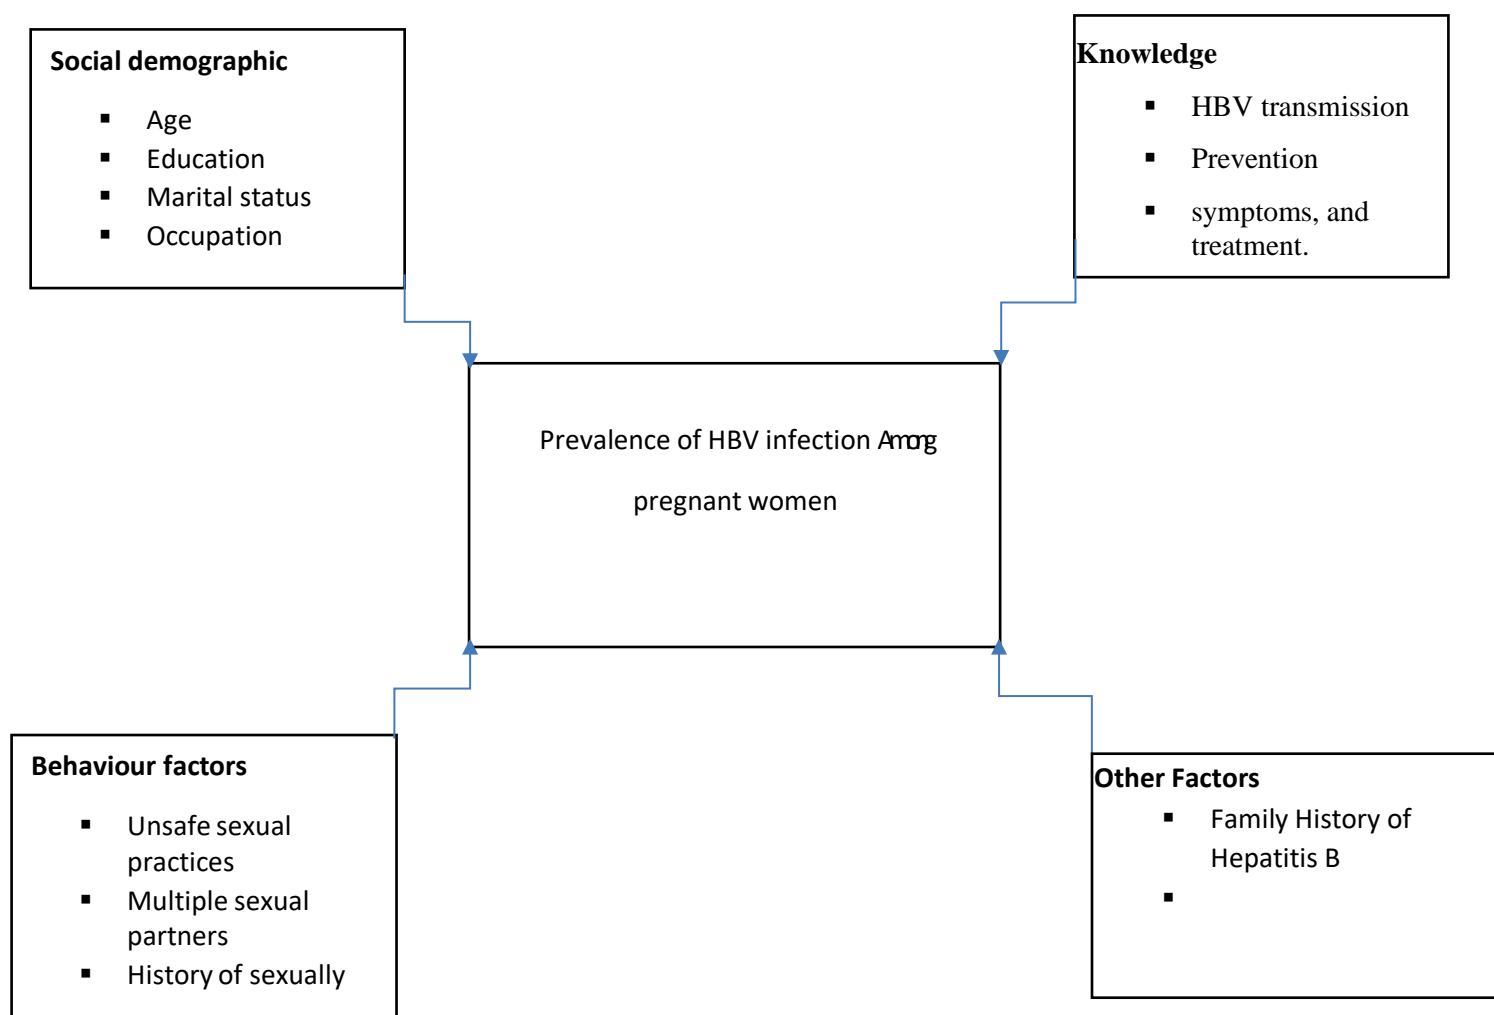 Social demographic
▪ Age
▪ Education
▪ Marital status
▪ Occupation
Knowledge
▪ HBV transmission
▪ Prevention
▪ symptoms, and
treatment.
Prevalence of HBV infection Among
pregnant women
Behaviour factors
▪ Unsafe sexual
practices
▪ Multiple sexual
partners
▪ History of sexually
Other Factors
▪ Family History of
Hepatitis B
▪